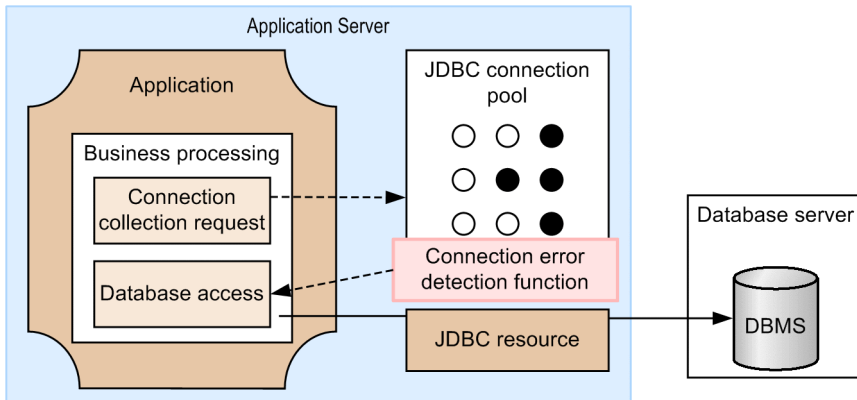 Application Server
Application
Business processing
Connection
collection request
Database access
JDBC connection
pool
Connection error
detection function
JDBC resource
Database server
DBMS